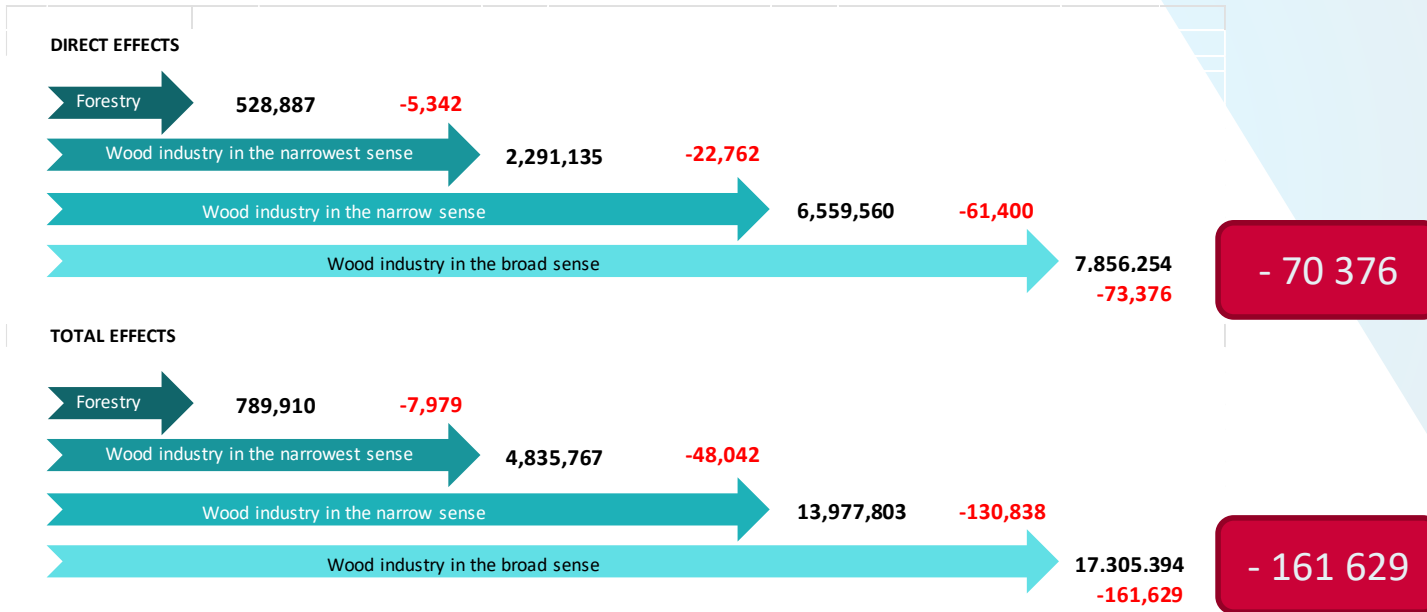 DIRECT EFFECTS
Forestry 528,887 -5,342
Wood industry in the narrowest sense 2,291,135 -22,762
Wood industry in the narrow sense 6,559,560 -61,400
Wood industry in the broad sense 7,856,254
-73,376
- 70 376
TOTAL EFFECTS
Forestry 789,910 -7,979
Wood industry in the narrowest sense 4,835,767 -48,042
Wood industry in the narrow sense 13,977,803 -130,838
Wood industry in the broad sense 17.305.394
-161,629
- 161 629